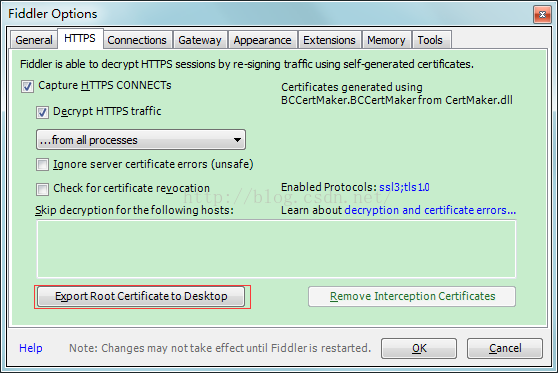 Fiddler Options
General HTTPS Connections Gateway Appearance Extensions Memory Tools
Fiddler is able to decrypt HTTPS sessions by re-signing traffic using self-generated certificates.
Capture HTTPS CONNECTs
Certificates generated using
BCCertMaker.BCCertMaker from CertMaker.dll
Decrypt HTTPS traffic
...from all processes
Ignore server certificate errors (unsafe)
Check for certificate revocation
Enabled Protocols: ssl3;tls1.0
http://blog.csdn.net/
Skip decryption for the following hosts:
Learn about decryption and certificate errors...
Export Root Certificate to Desktop
Remove Interception Certificates
Help
Note: Changes may not take effect until Fiddler is restarted.
OK
Cancel